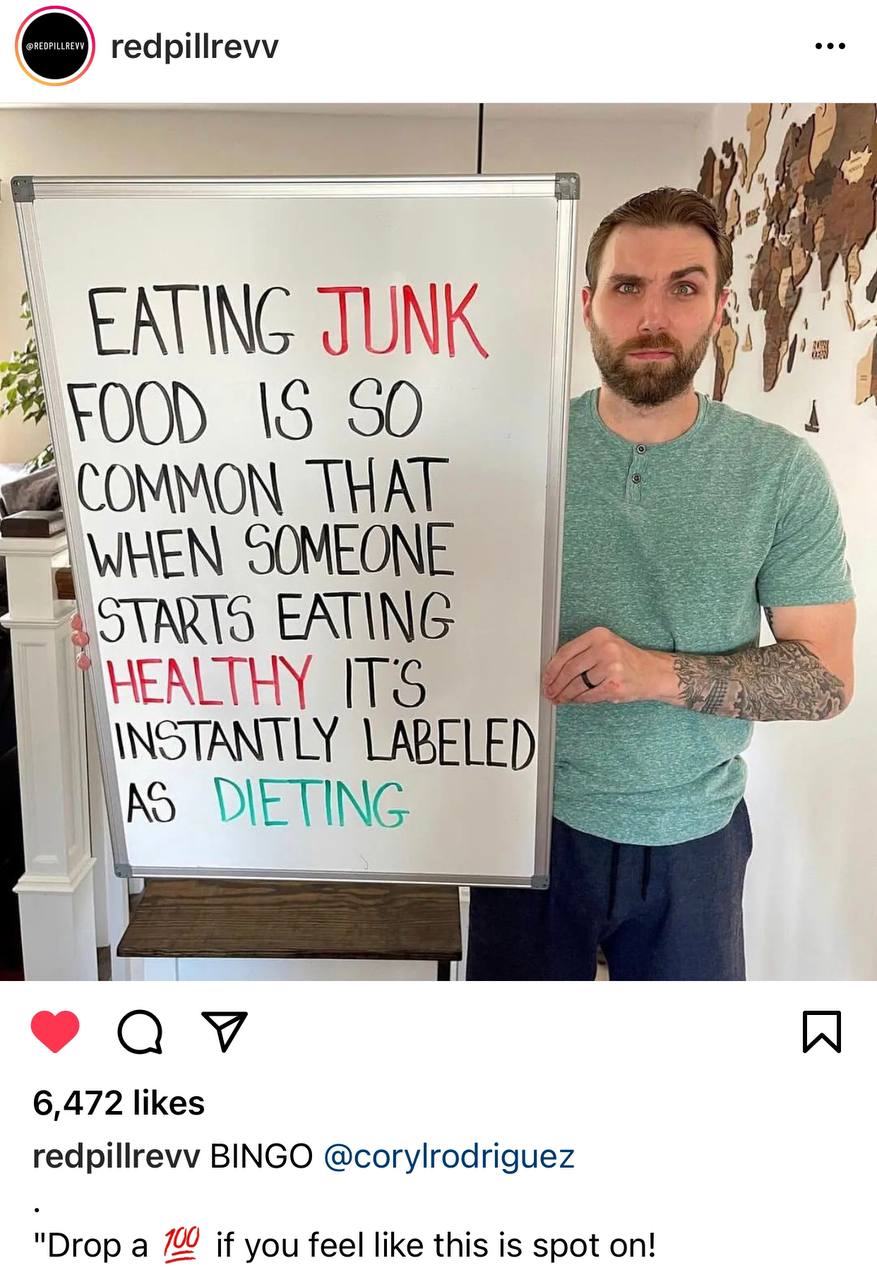 @REDPILLREVV
redpillrevv
EATING JUNK
FOOD IS SO
COMMON THAT
WHEN SOMEONE
STARTS EATING
HEALTHY IT'S
INSTANTLY LABELED
AS DIETING
6,472 likes
redpillrevv BINGO @corylrodriguez
.
"Drop a 💯 if you feel like this is spot on!